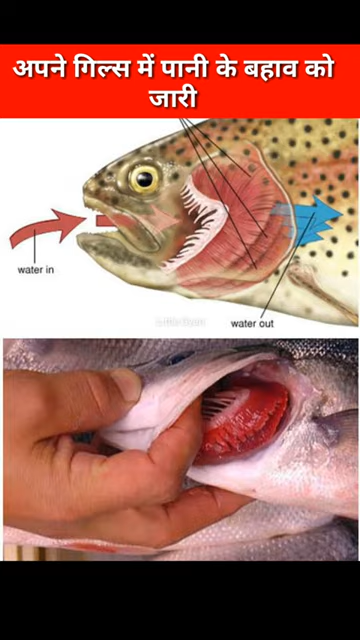 अपने गिल्स में पानी के बहाव को
जारी
water in
water out